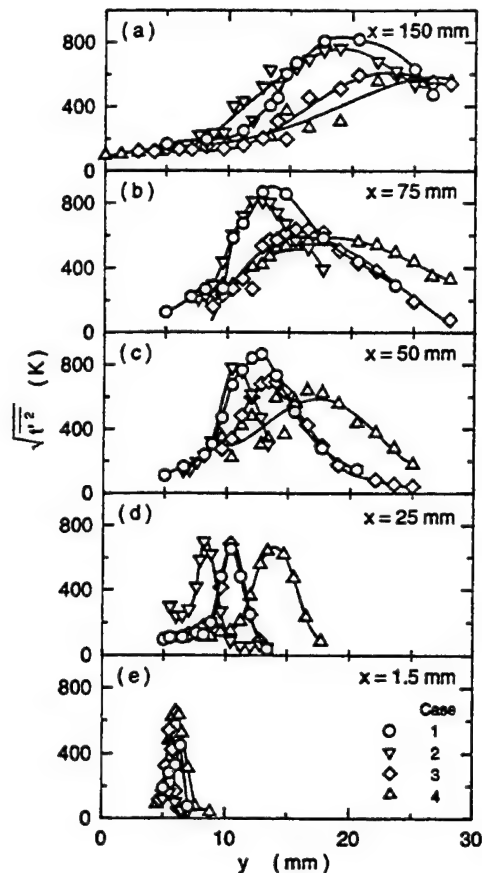 (a)
x = 150 mm
800
400
0
(b)
x = 75 mm
800
400
0
(c)
x = 50 mm
800
400
0
(d)
x = 25 mm
800
400
0
(e)
x = 1.5 mm
800
400
0
Case
1
2
3
4
√t'² (K)
0
10
20
30
y (mm)